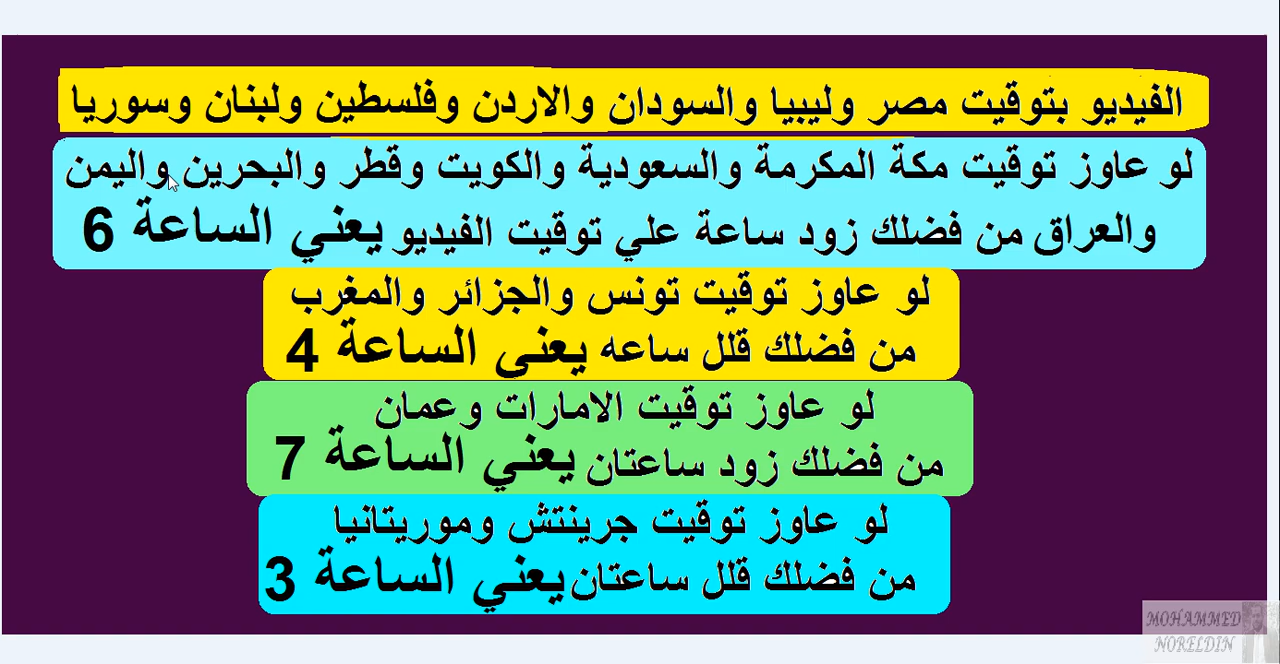 الفيديو بتوقيت مصر وليبيا والسودان والاردن وفلسطين ولبنان وسوريا
لو عاوز توقيت مكة المكرمة والسعودية والكويت وقطر والبحرين واليمن
والعراق من فضلك زود ساعة علي توقيت الفيديو يعني الساعة 6
لو عاوز توقيت تونس والجزائر والمغرب
من فضلك قلل ساعه يعني الساعة 4
لو عاوز توقيت الامارات وعمان
من فضلك زود ساعتان يعني الساعة 7
لو عاوز توقيت جرينتش وموريتانيا
من فضلك قلل ساعتان يعني الساعة 3
MOHAMMED
NORELDIN